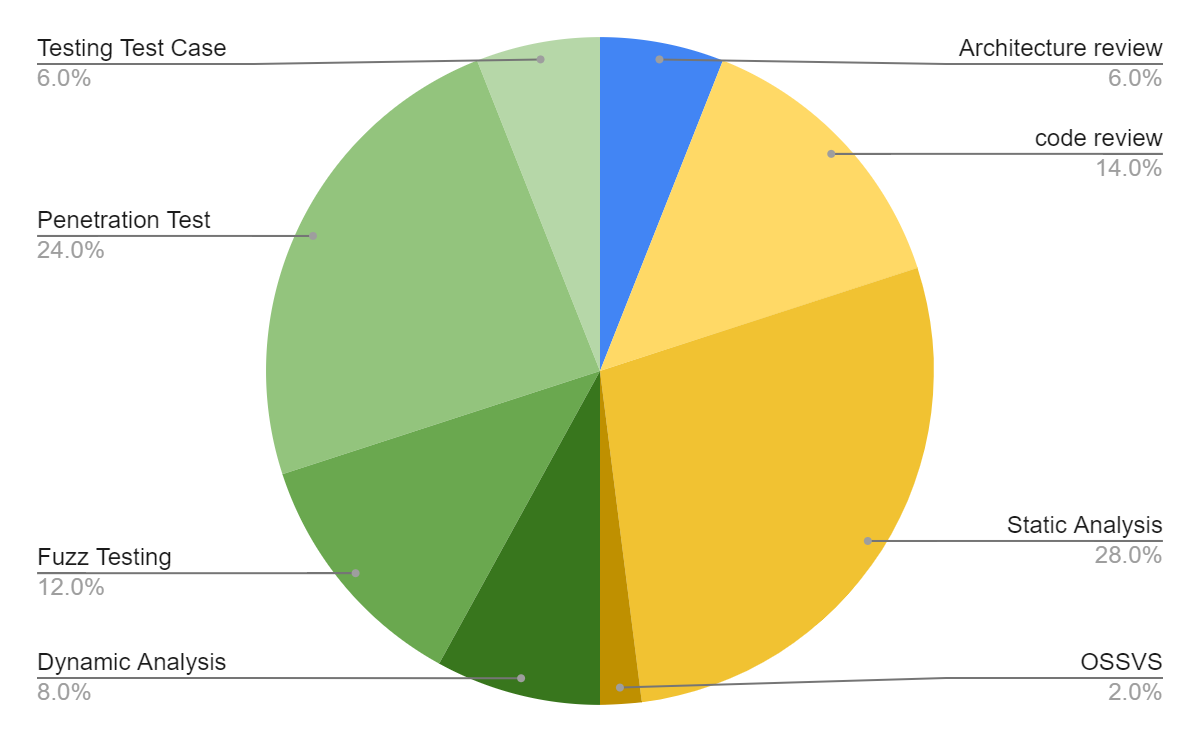 Testing Test Case
6.0%
Architecture review
6.0%
code review
14.0%
Penetration Test
24.0%
Static Analysis
28.0%
Fuzz Testing
12.0%
Dynamic Analysis
8.0%
OSSVS
2.0%